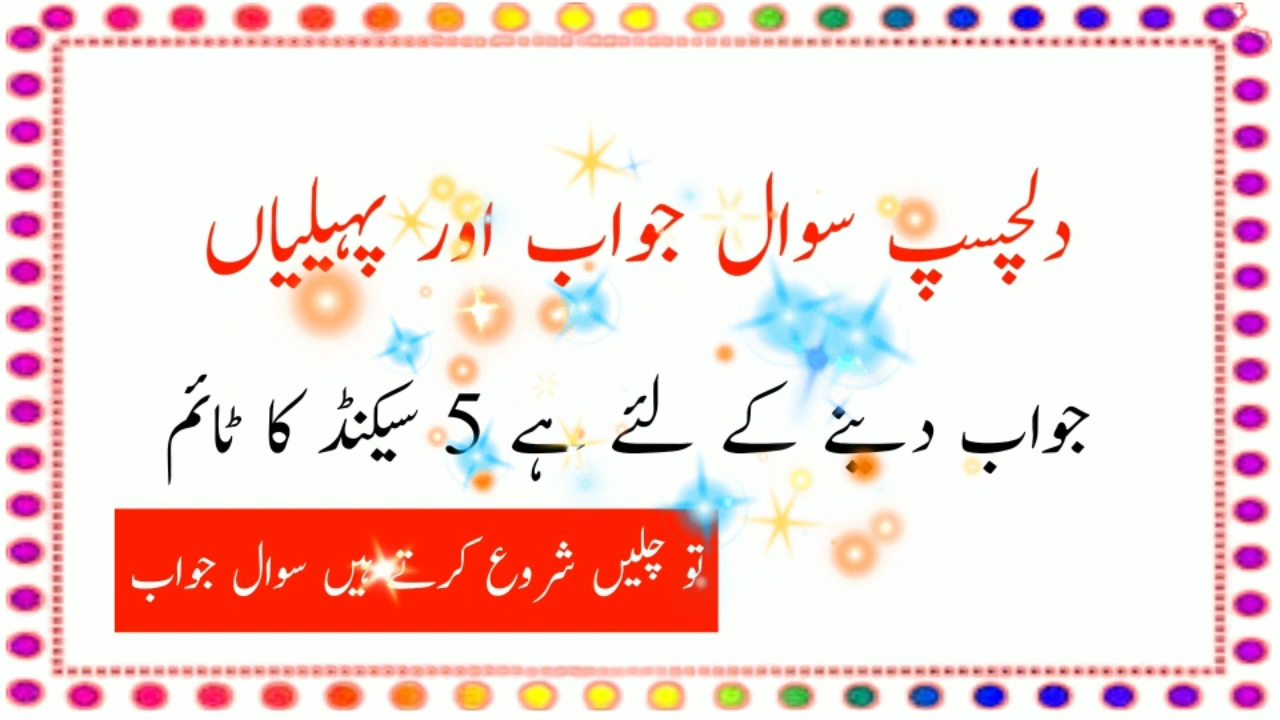 دلچسپ سوال جواب اور پہیلیاں
جواب دینے کے لئے ہے 5 سیکنڈ کا ٹائم
تو چلیں شروع کرتے ہیں سوال جواب